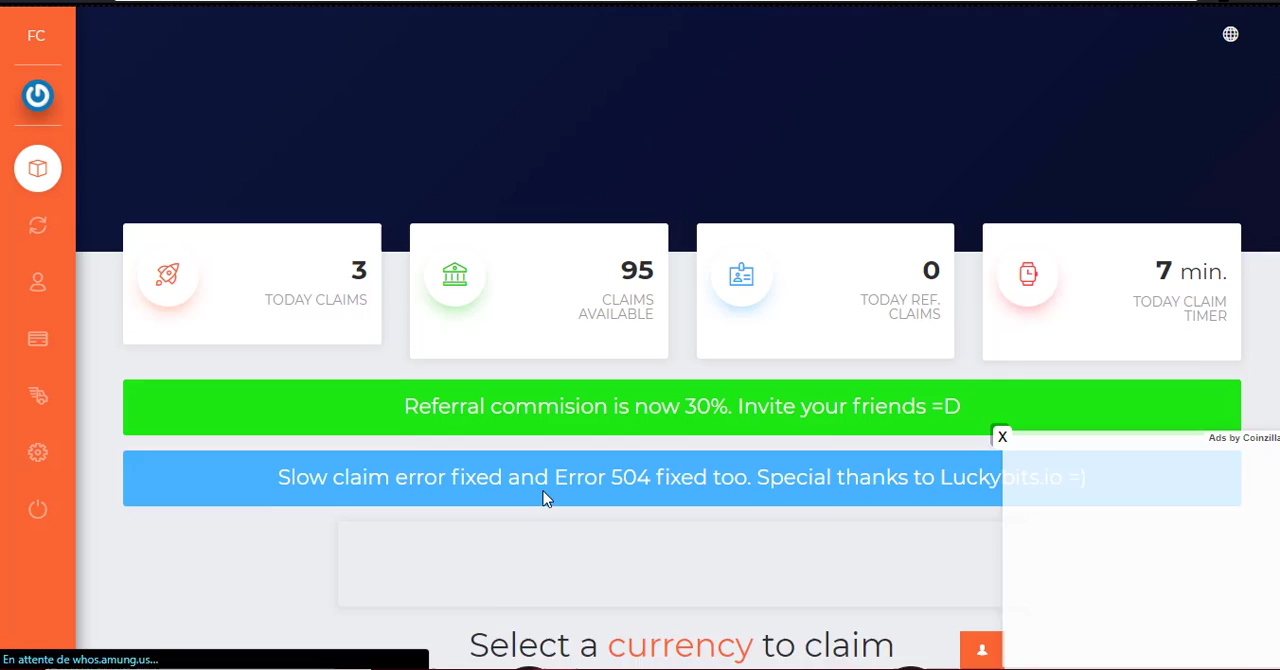 FC
3
TODAY CLAIMS
95
CLAIMS
AVAILABLE
0
TODAY REF.
CLAIMS
7 min.
TODAY CLAIM
TIMER
Referral commision is now 30%. Invite your friends =D
X
Ads by Coinzilla
Slow claim error fixed and Error 504 fixed too. Special thanks to Luckybits.io =)
Select a currency to claim
En attente de whos.amung.us...